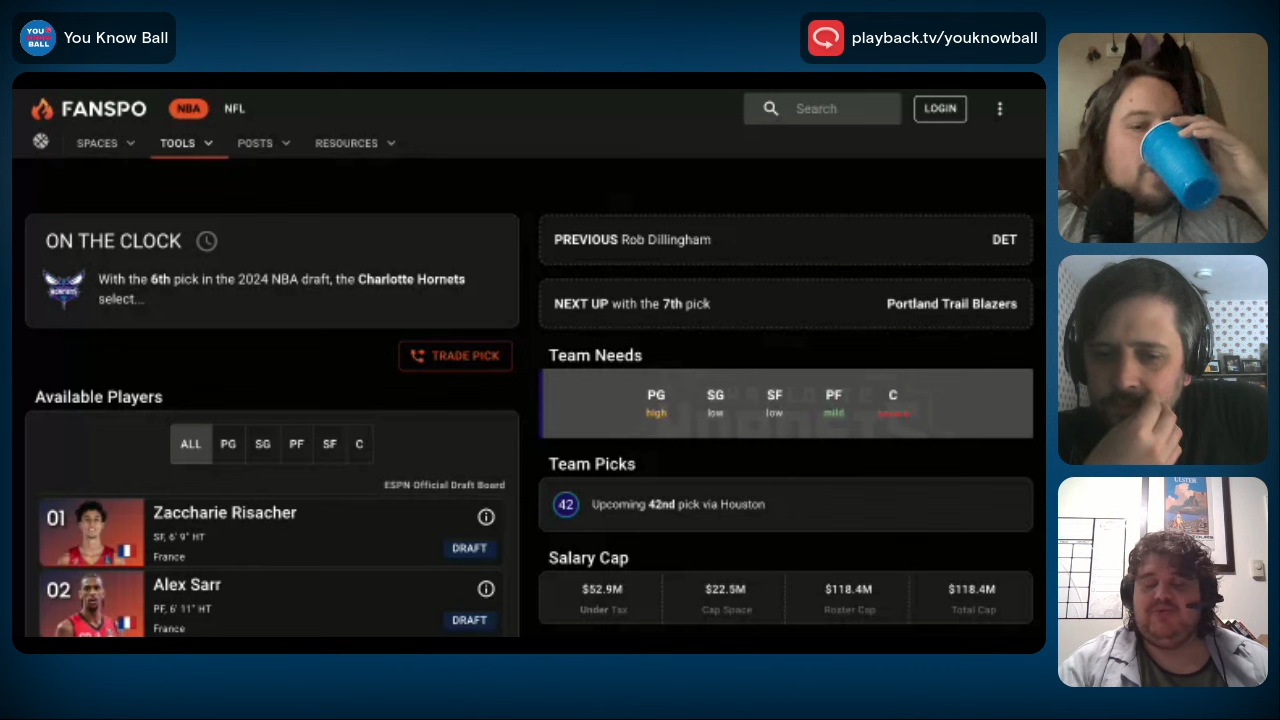 YOU
BALL
You Know Ball
playback.tv/youknowball
FANSPO
NBA
NFL
Search
LOGIN
SPACES
TOOLS
POSTS
RESOURCES
ON THE CLOCK
With the 6th pick in the 2024 NBA draft, the Charlotte Hornets
select...
PREVIOUS Rob Dillingham
DET
NEXT UP with the 7th pick
Portland Trail Blazers
TRADE PICK
Team Needs
PG SG SF PF C
high low low mild severe
Available Players
ALL PG SG PF SF C
ESPN Official Draft Board
Team Picks
42 Upcoming 42nd pick via Houston
01
Zaccharie Risacher
SF, 6' 9" HT
France
DRAFT
02
Alex Sarr
PF, 6' 11" HT
France
DRAFT
Salary Cap
$52.9M $22.5M $118.4M $118.4M
Under Tax Cap Space Roster Cap Total Cap
ULSTER